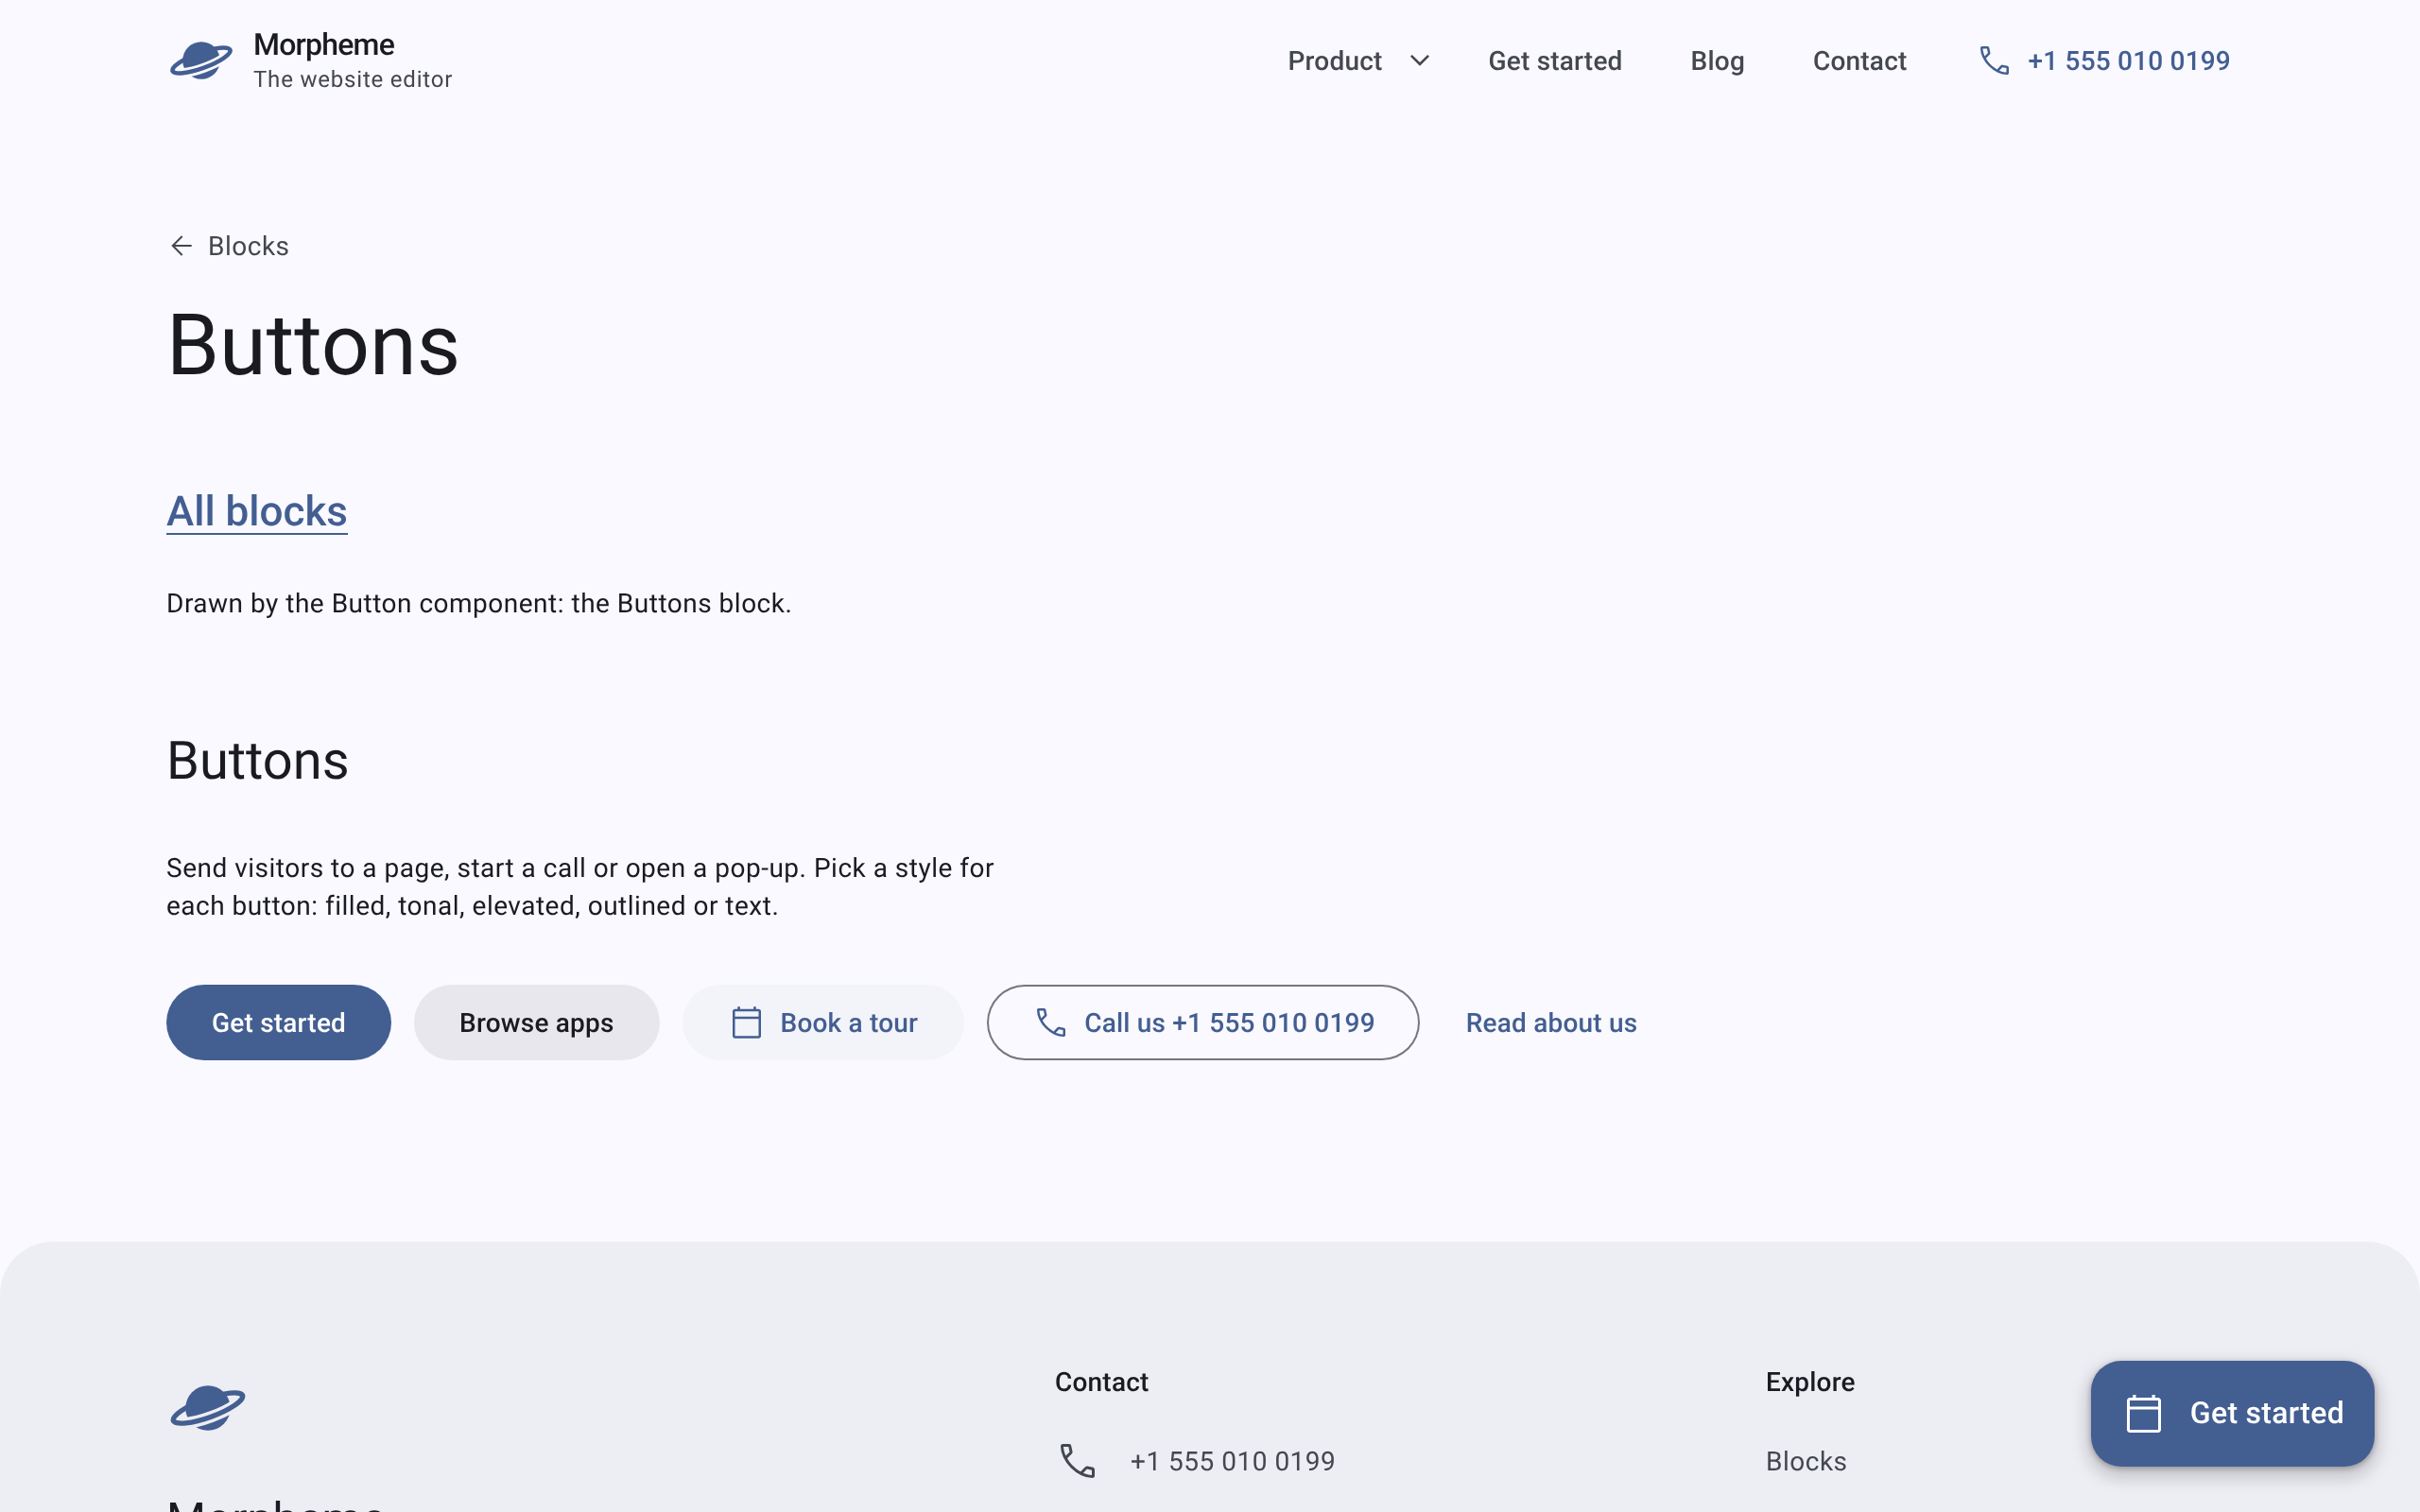 Morpheme
The website editor
Product
Get started
Blog
Contact
+1 555 010 0199
Blocks
Buttons
All blocks
Drawn by the Button component: the Buttons block.
Buttons
Send visitors to a page, start a call or open a pop-up. Pick a style for
each button: filled, tonal, elevated, outlined or text.
Get started
Browse apps
Book a tour
Call us +1 555 010 0199
Read about us
Contact
+1 555 010 0199
Explore
Blocks
Get started
Morpheme